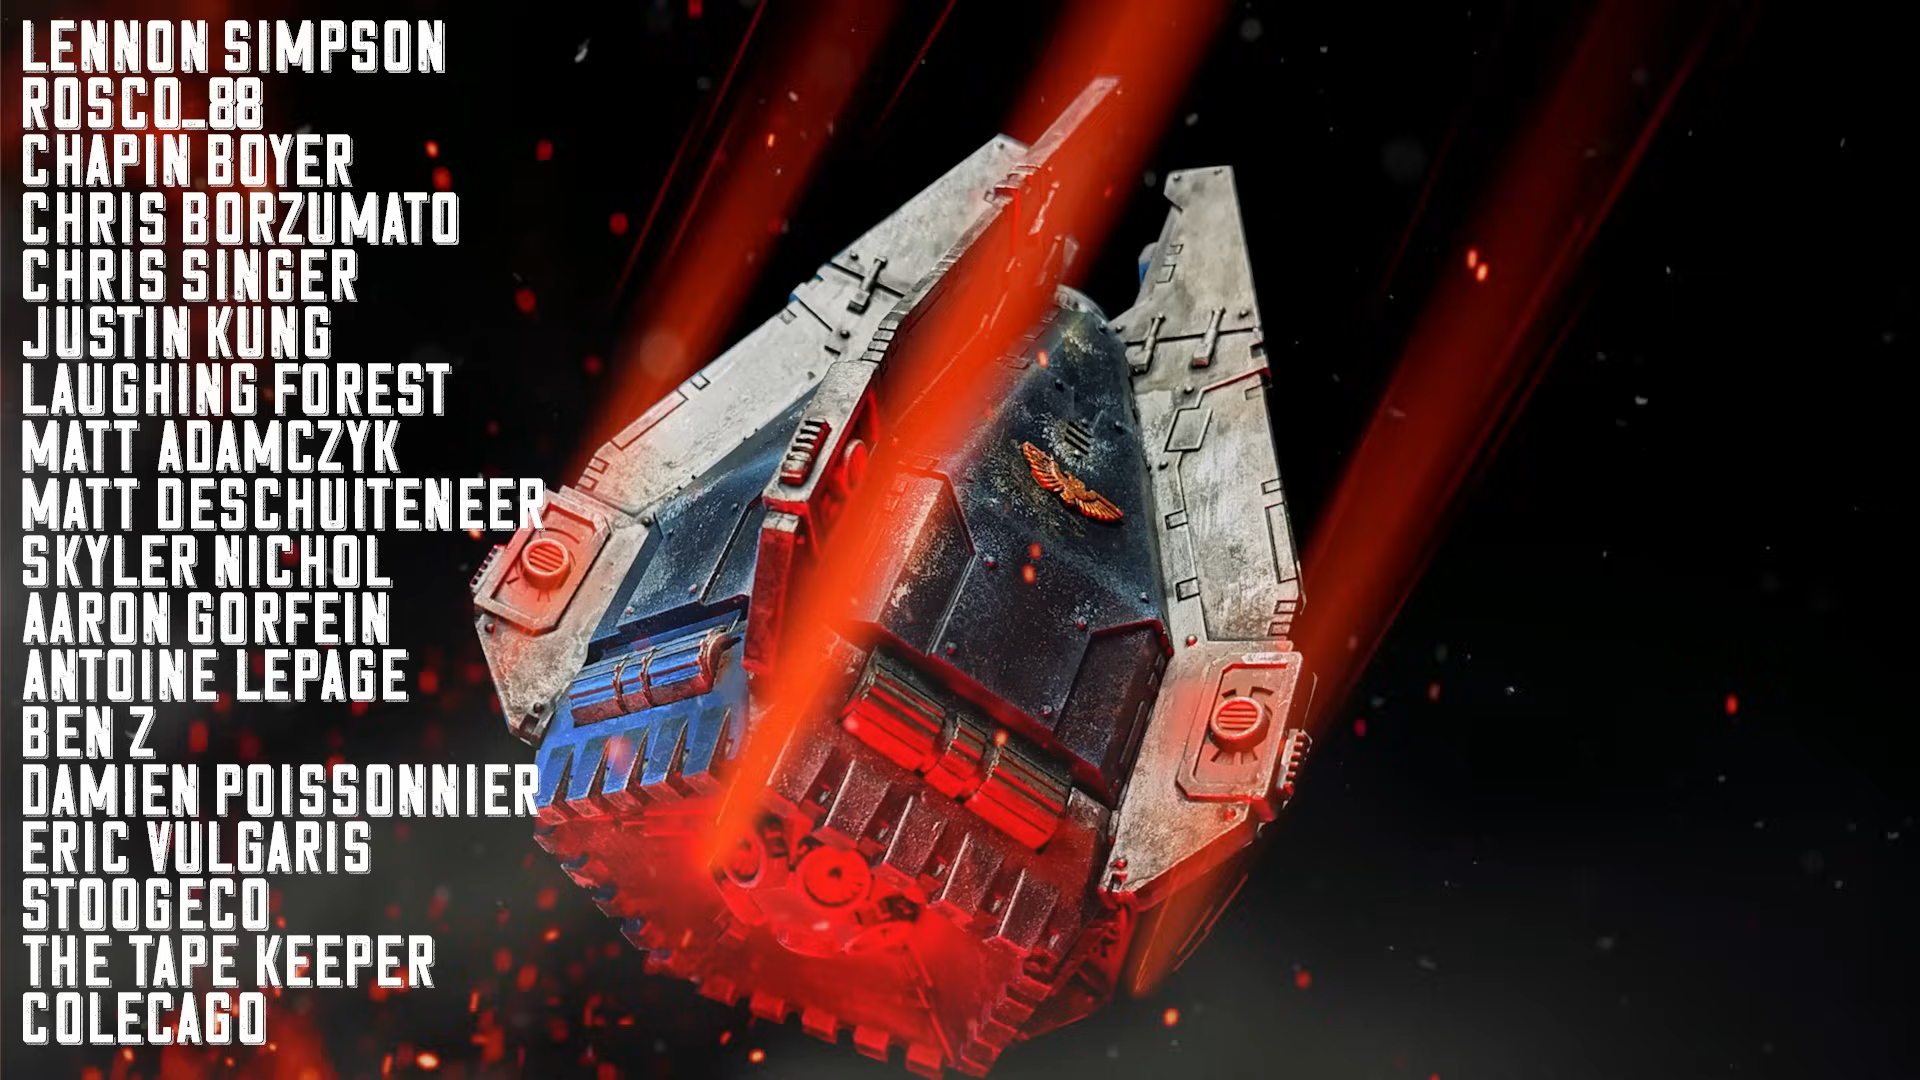 LENNON SIMPSON
ROSCO_88
CHAPIN BOYER
CHRIS BORZUMATO
CHRIS SINGER
JUSTIN KUNG
LAUGHING FOREST
MATT ADAMCZYK
MATT DESCHUITENEER
SKYLER NICHOL
AARON GORFEIN
ANTOINE LEPAGE
BEN Z
DAMIEN POISSONNIER
ERIC VULGARIS
STOOGECO
THE TAPE KEEPER
COLECAGO